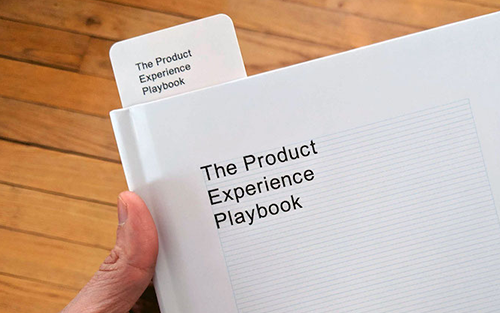 The Product
Experience
Playbook
The Product
Experience
Playbook